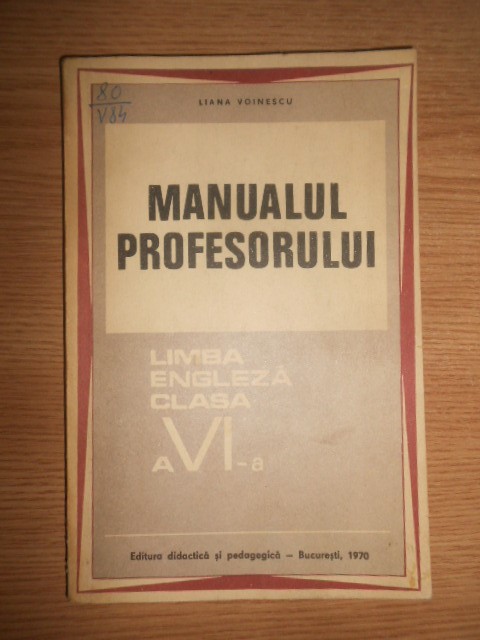 80
V84
LIANA VOINESCU
MANUALUL
PROFESORULUI
LIMBA
ENGLEZĂ
CLASA
A VI-a
Editura didactică și pedagogică – București, 1970